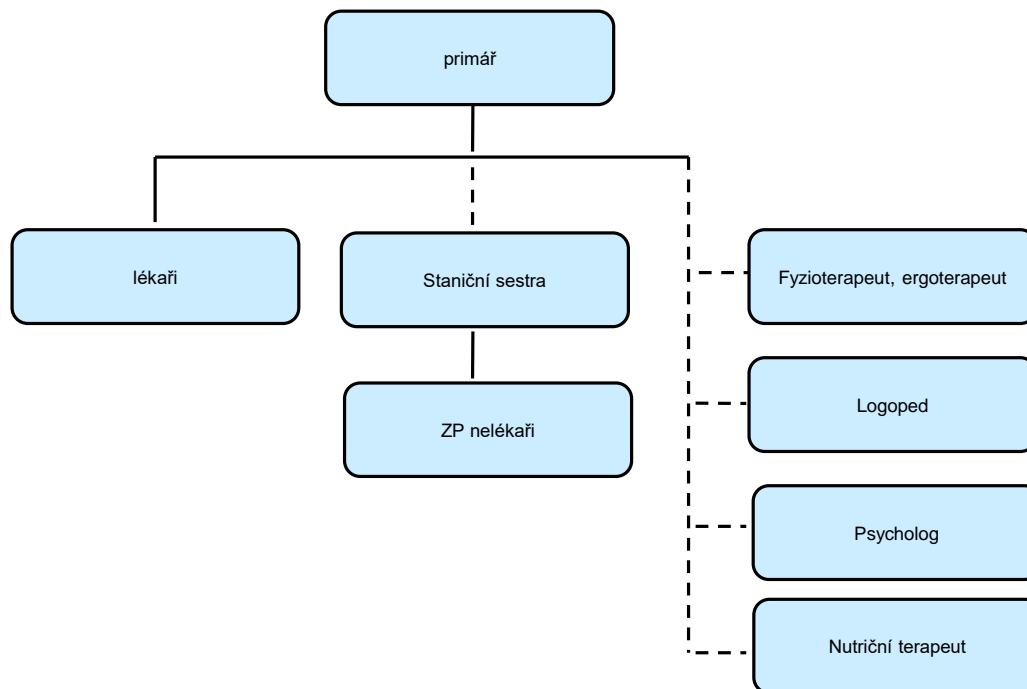 primář
lékaři
Staniční sestra
ZP nelékaři
Fyzioterapeut, ergoterapeut
Logoped
Psycholog
Nutriční terapeut